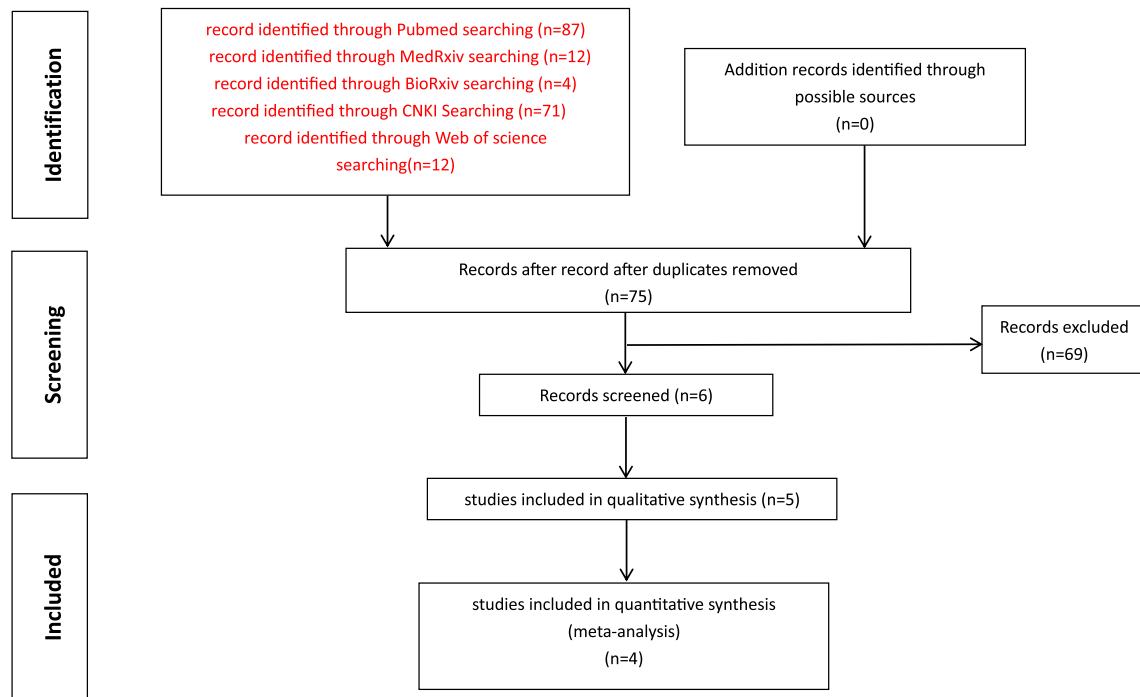 Identification
record identified through Pubmed searching (n=87)
record identified through MedRxiv searching (n=12)
record identified through BioRxiv searching (n=4)
record identified through CNKI Searching (n=71)
record identified through Web of science
searching(n=12)
Addition records identified through
possible sources
(n=0)
Screening
Records after record after duplicates removed
(n=75)
Records excluded
(n=69)
Records screened (n=6)
Included
studies included in qualitative synthesis (n=5)
studies included in quantitative synthesis
(meta-analysis)
(n=4)